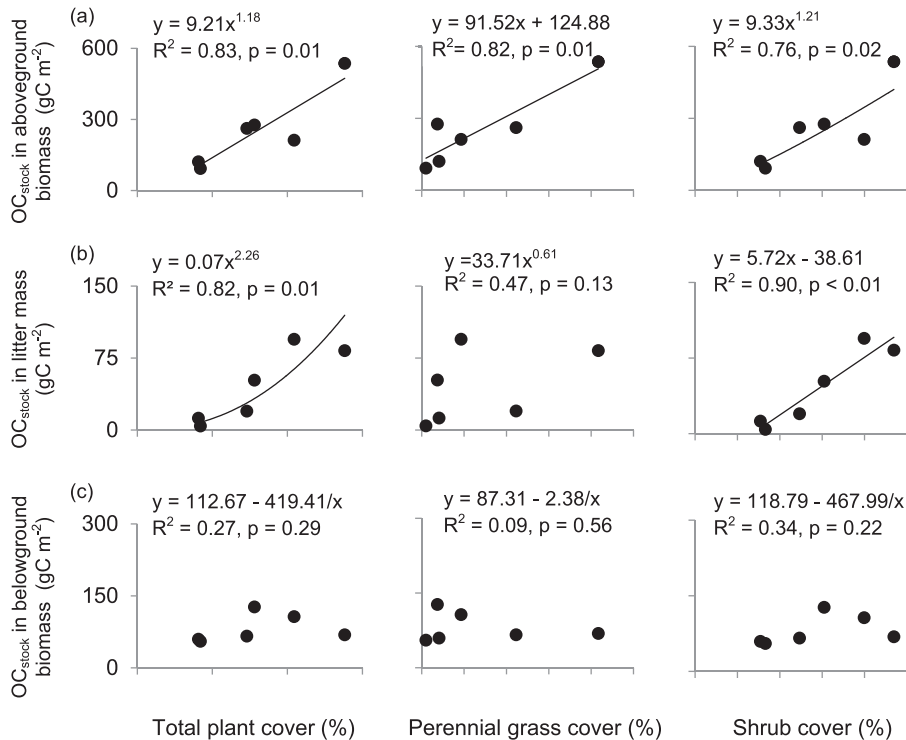 (a)
y = 9.21x^1.18
R² = 0.83, p = 0.01
y = 91.52x + 124.88
R²= 0.82, p = 0.01
y = 9.33x^1.21
R² = 0.76, p = 0.02
OCstock in aboveground
biomass (gC m⁻²)
600
300
0
(b)
y = 0.07x^2.26
R² = 0.82, p = 0.01
y =33.71x^0.61
R² = 0.47, p = 0.13
y = 5.72x - 38.61
R² = 0.90, p < 0.01
OCstock in litter mass
(gC m⁻²)
150
75
0
(c)
y = 112.67 - 419.41/x
R² = 0.27, p = 0.29
y = 87.31 - 2.38/x
R² = 0.09, p = 0.56
y = 118.79 - 467.99/x
R² = 0.34, p = 0.22
OCstock in belowground
biomass (gC m⁻²)
300
150
0
Total plant cover (%)
Perennial grass cover (%)
Shrub cover (%)